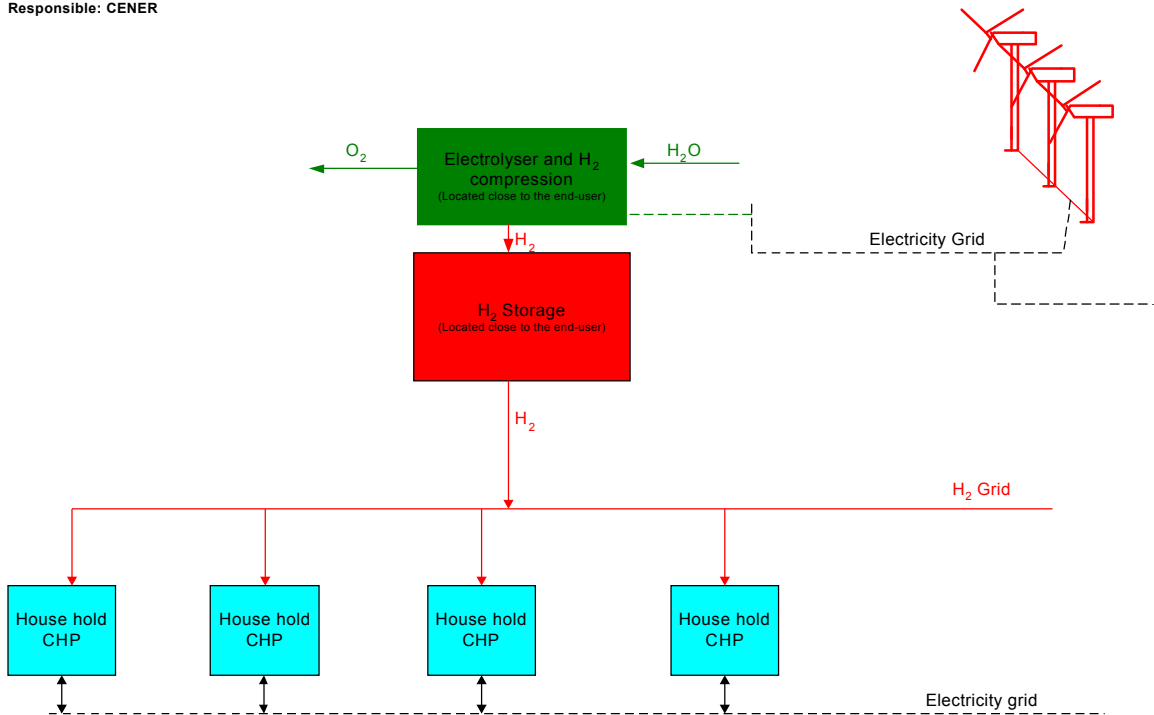 Responsible: CENER
O₂
Electrolyser and H₂
compression
(Located close to the end-user)
H₂O
H₂
Electricity Grid
H₂ Storage
(Located close to the end-user)
H₂
H₂ Grid
House hold
CHP
House hold
CHP
House hold
CHP
House hold
CHP
Electricity grid